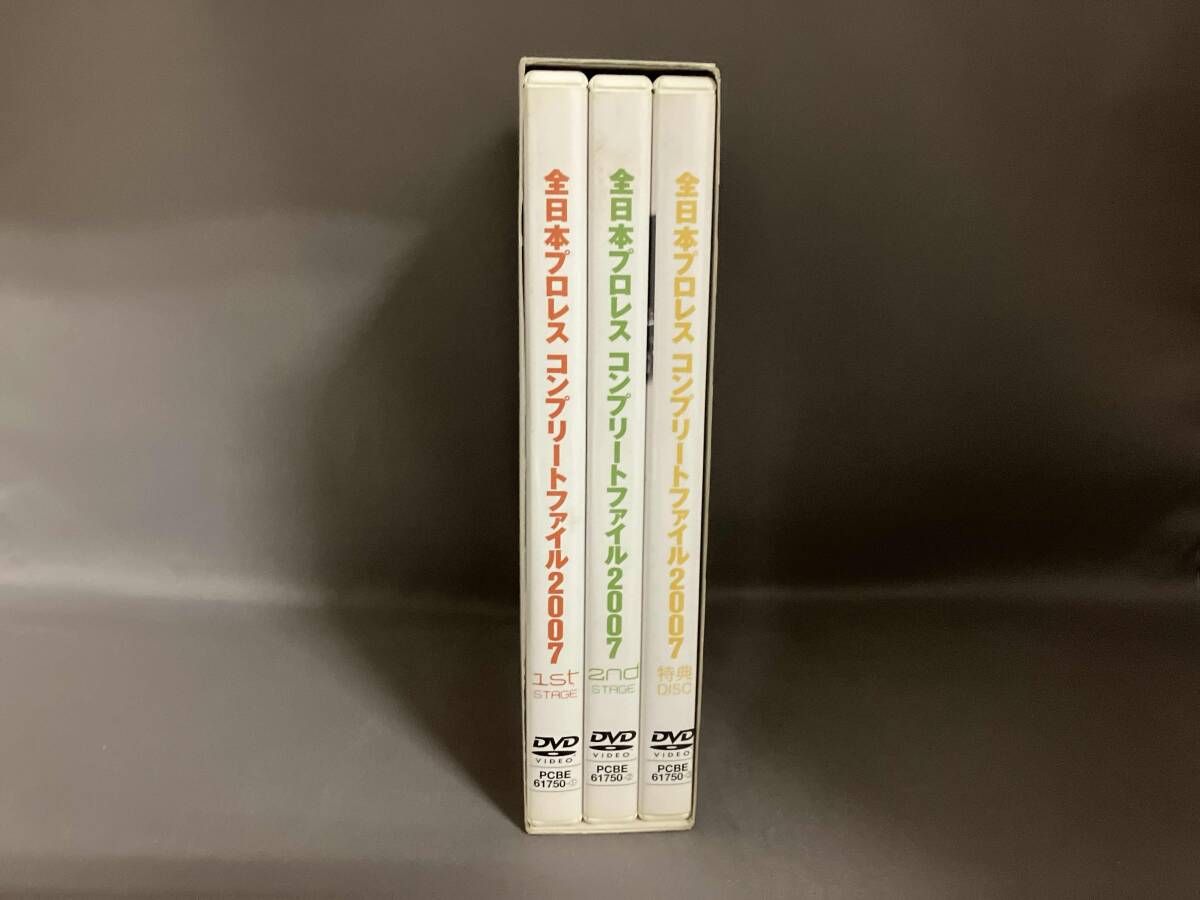 全日本プロレス コンプリートファイル2007
1st
STAGE
DVD
VIDEO
PCBE
61750-①
全日本プロレス コンプリートファイル2007
2nd
STAGE
DVD
VIDEO
PCBE
61750-②
全日本プロレス コンプリートファイル2007
特典
DISC
DVD
VIDEO
PCBE
61750-③